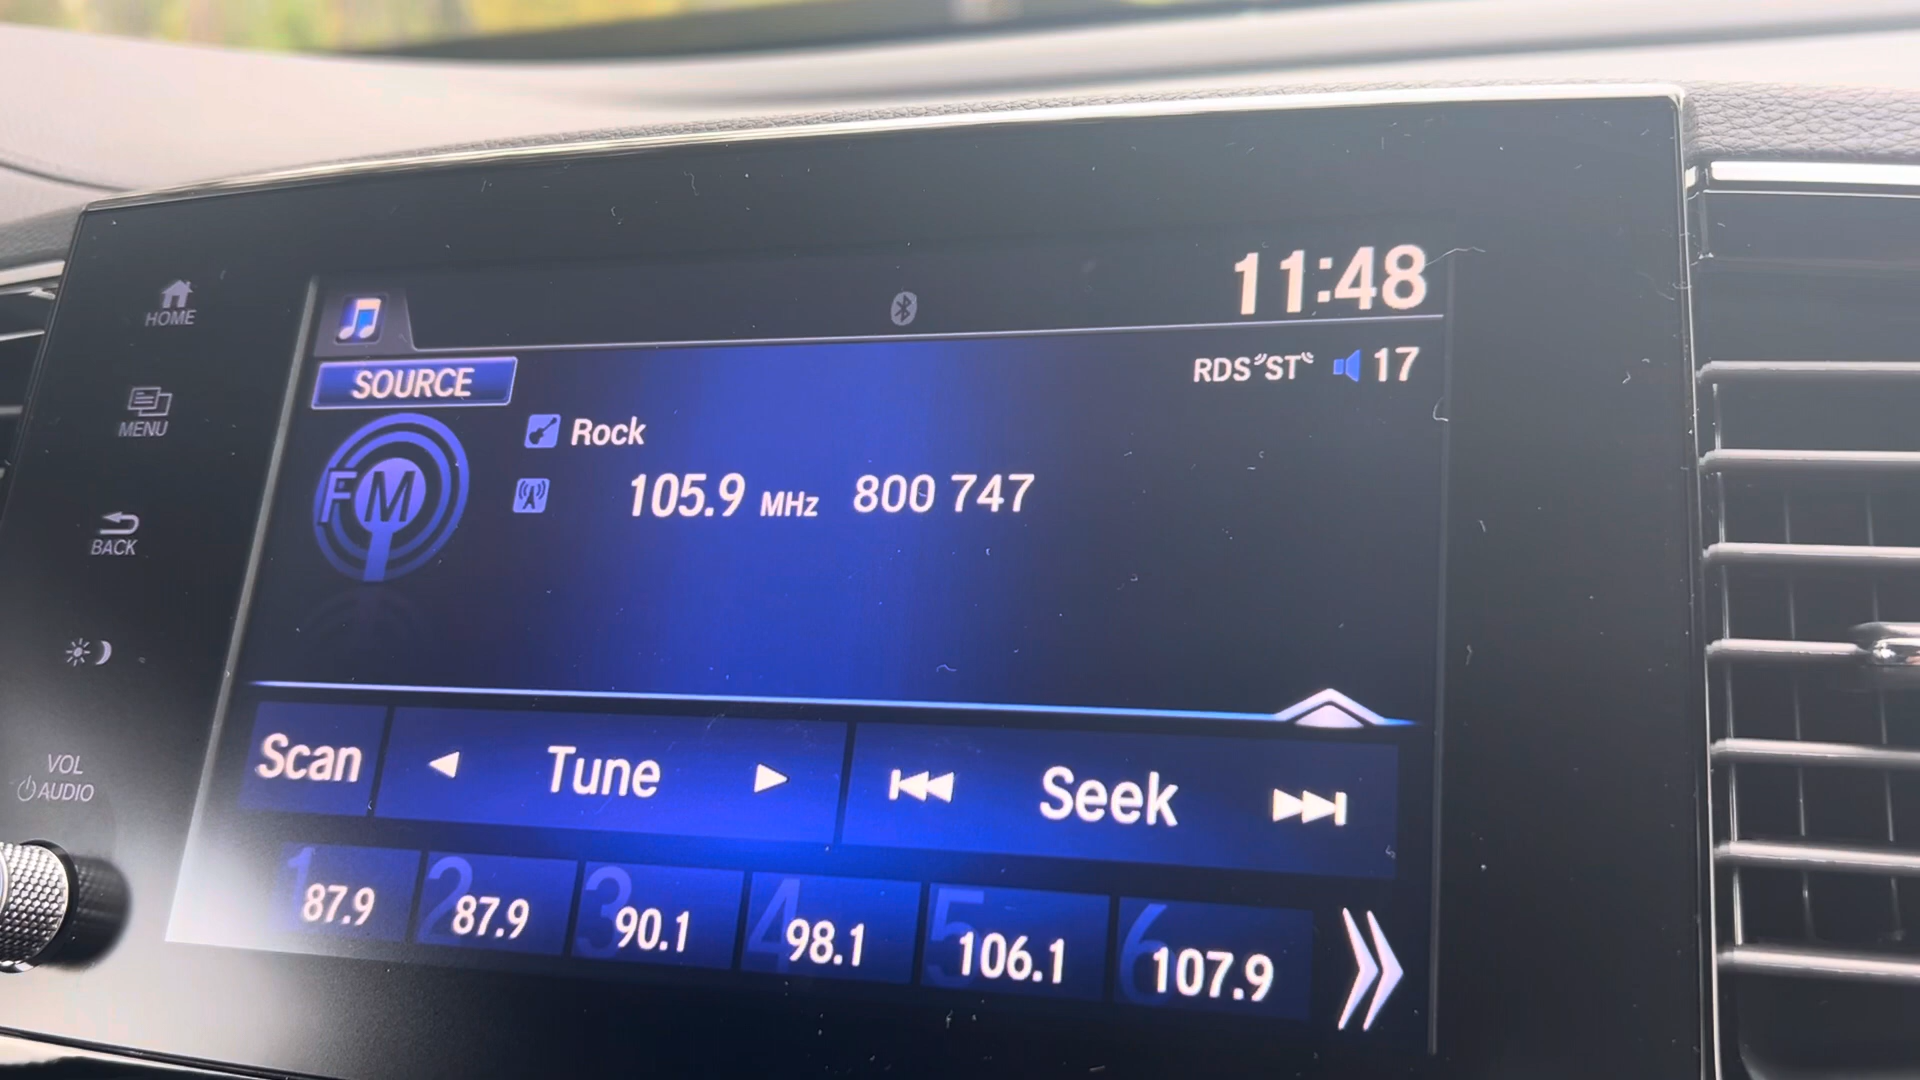 HOME
MENU
BACK
VOL
AUDIO
11:48
SOURCE
RDS ST 17
FM
Rock
105.9 MHz 800 747
Scan Tune Seek
1 87.9
2 87.9
3 90.1
4 98.1
5 106.1
6 107.9